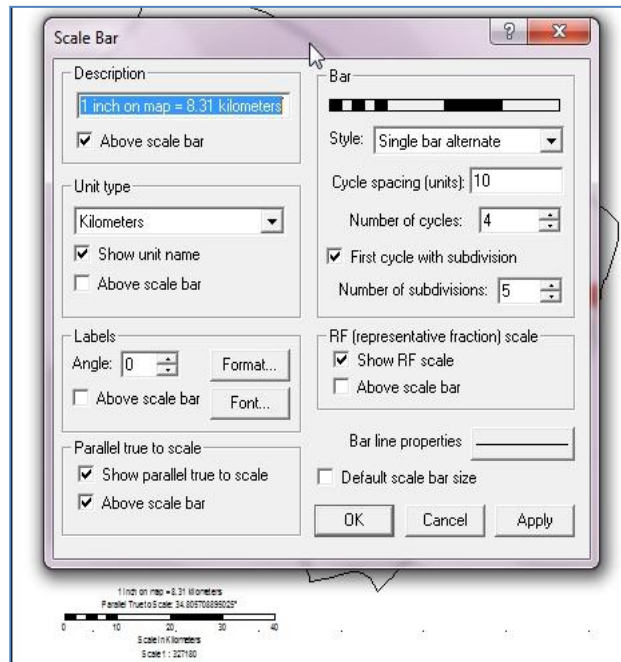 Scale Bar
Description
1 inch on map = 8.31 kilometers
Above scale bar
Unit type
Kilometers
Show unit name
Above scale bar
Labels
Angle: 0
Format...
Above scale bar
Font...
Parallel true to scale
Show parallel true to scale
Above scale bar
Bar
Style: Single bar alternate
Cycle spacing (units): 10
Number of cycles: 4
First cycle with subdivision
Number of subdivisions: 5
RF (representative fraction) scale
Show RF scale
Above scale bar
Bar line properties
Default scale bar size
OK Cancel Apply
1 inch on map = 8.31 kilometers
Parallel True to Scale: 34.805708895025°
0 10 20 30 40
Scale in Kilometers
Scale 1 : 327180